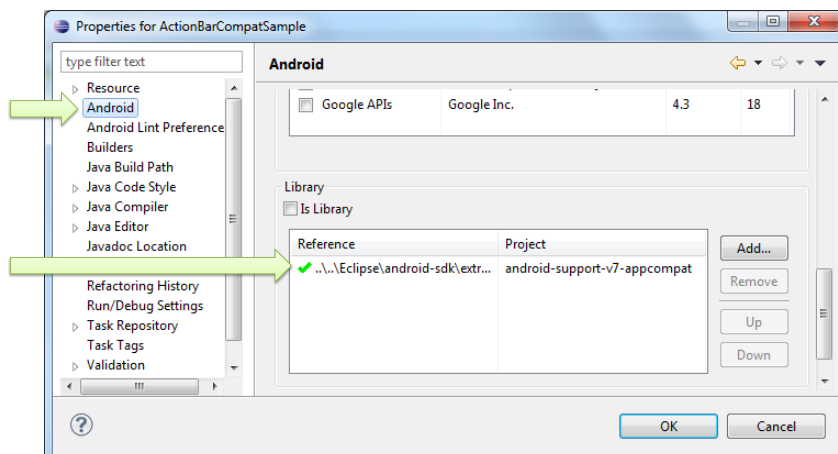 Properties for ActionBarCompatSample
type filter text
Resource
Android
Android Lint Preference
Builders
Java Build Path
Java Code Style
Java Compiler
Java Editor
Javadoc Location
Refactoring History
Run/Debug Settings
Task Repository
Task Tags
Validation
Android
Google APIs Google Inc. 4.3 18
Library
Is Library
Reference Project
..\..\Eclipse\android-sdk\extr... android-support-v7-appcompat
Add...
Remove
Up
Down
OK Cancel